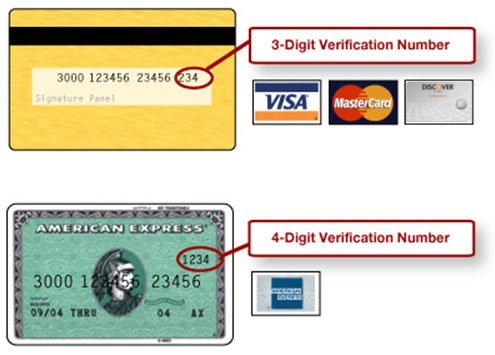 3-Digit Verification Number
3000 123456 23456 234
Signature Panel
VISA
MasterCard
DISCOVER
AMERICAN EXPRESS
4-Digit Verification Number
1234
3000 123456 23456
09/04 THRU 04 AX
AMERICAN EXPRESS